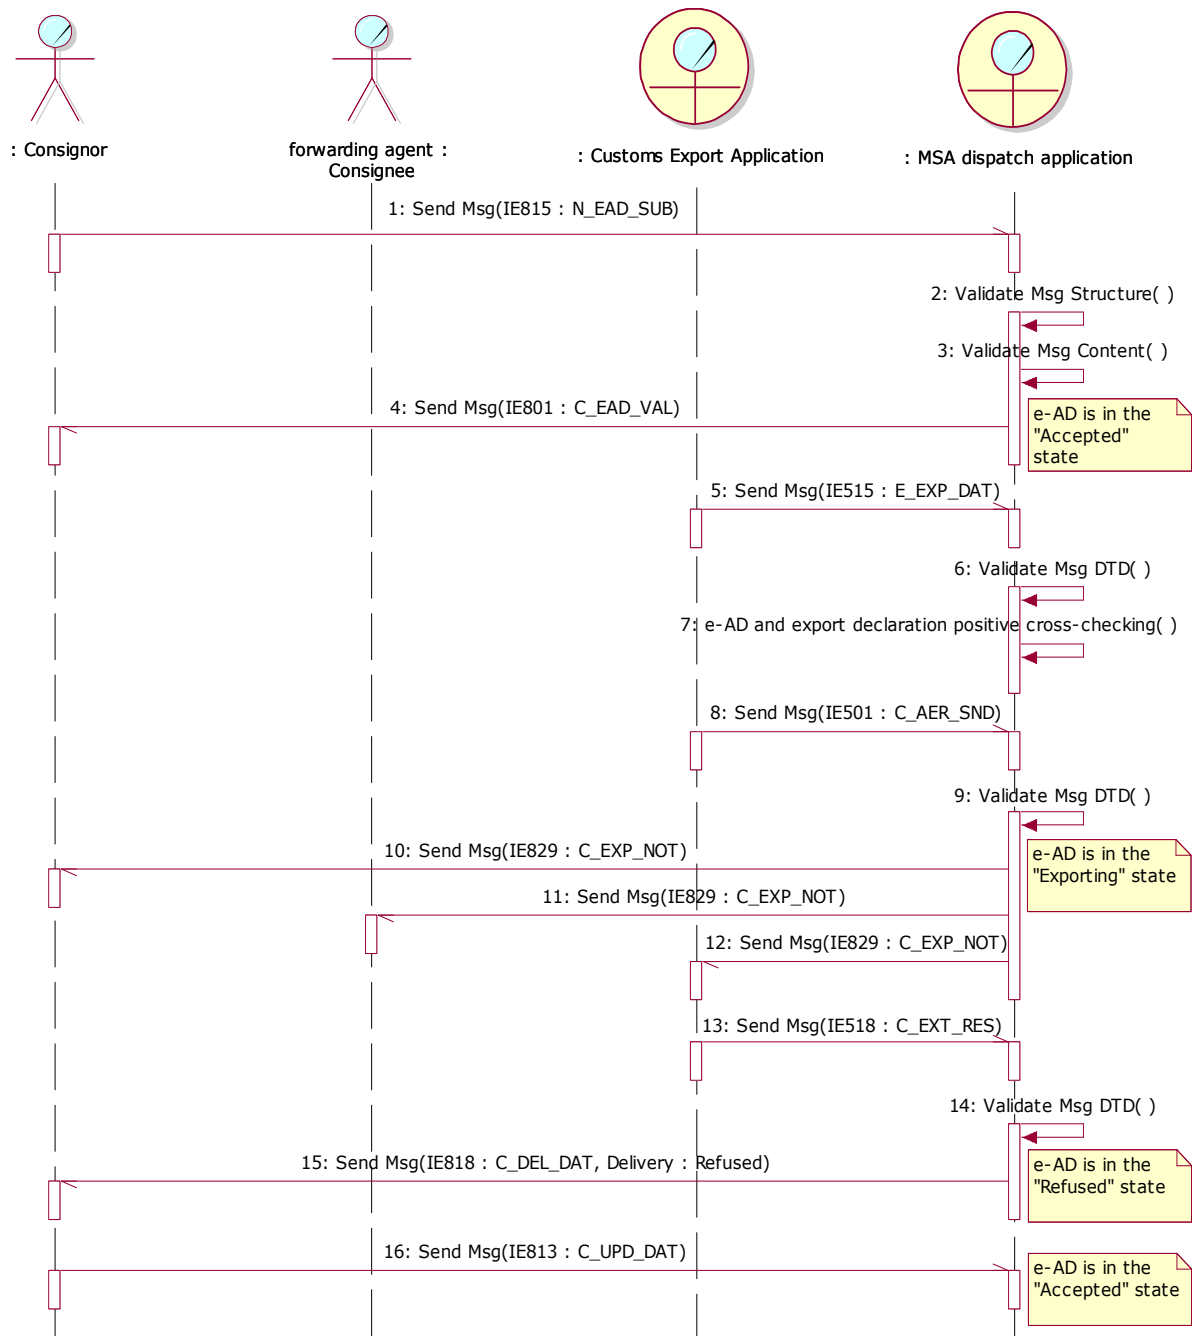 : Consignor
forwarding agent :
Consignee
: Customs Export Application
: MSA dispatch application
1: Send Msg(IE815 : N_EAD_SUB)
2: Validate Msg Structure( )
3: Validate Msg Content( )
4: Send Msg(IE801 : C_EAD_VAL)
e-AD is in the
"Accepted"
state
5: Send Msg(IE515 : E_EXP_DAT)
6: Validate Msg DTD( )
7: e-AD and export declaration positive cross-checking( )
8: Send Msg(IE501 : C_AER_SND)
9: Validate Msg DTD( )
10: Send Msg(IE829 : C_EXP_NOT)
e-AD is in the
"Exporting" state
11: Send Msg(IE829 : C_EXP_NOT)
12: Send Msg(IE829 : C_EXP_NOT)
13: Send Msg(IE518 : C_EXT_RES)
14: Validate Msg DTD( )
15: Send Msg(IE818 : C_DEL_DAT, Delivery : Refused)
e-AD is in the
"Refused" state
16: Send Msg(IE813 : C_UPD_DAT)
e-AD is in the
"Accepted" state